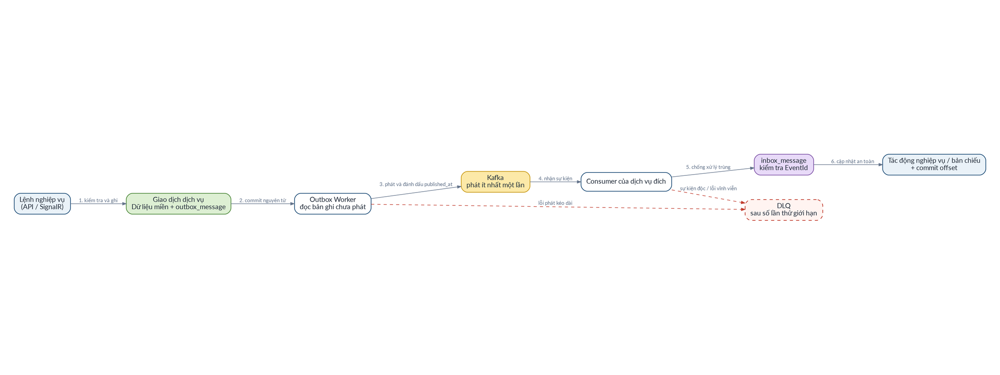 Lệnh nghiệp vụ
(API / SignalR)
1. kiểm tra và ghi
Giao dịch dịch vụ
Dữ liệu miền + outbox_message
2. commit nguyên tử
Outbox Worker
đọc bản ghi chưa phát
3. phát và đánh dấu published_at
lỗi phát kéo dài
Kafka
phát ít nhất một lần
4. nhận sự kiện
Consumer của dịch vụ đích
5. chống xử lý trùng
sự kiện độc / lỗi vĩnh viễn
inbox_message
kiểm tra EventId
DLQ
sau số lần thử giới hạn
6. cập nhật an toàn
Tác động nghiệp vụ / bản chiếu
+ commit offset